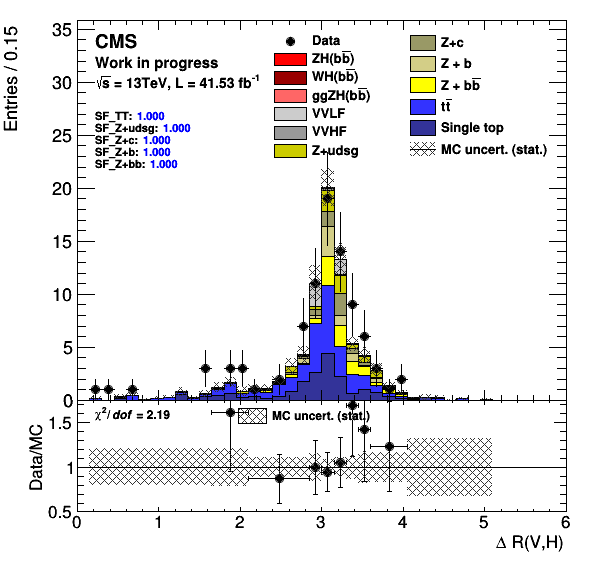 Entries / 0.15
35
30
25
20
15
10
5
0
CMS
Work in progress
√s = 13TeV, L = 41.53 fb⁻¹
SF_TT: 1.000
SF_Z+udsg: 1.000
SF_Z+c: 1.000
SF_Z+b: 1.000
SF_Z+bb: 1.000
Data
ZH(bb̅)
WH(bb̅)
ggZH(bb̅)
VVLF
VVHF
Z+udsg
Z+c
Z + b
Z + bb̅
tt̅
Single top
MC uncert. (stat.)
χ²/dof = 2.19
MC uncert. (stat.)
Data/MC
1.5
1
0.5
0 1 2 3 4 5 6
Δ R(V,H)